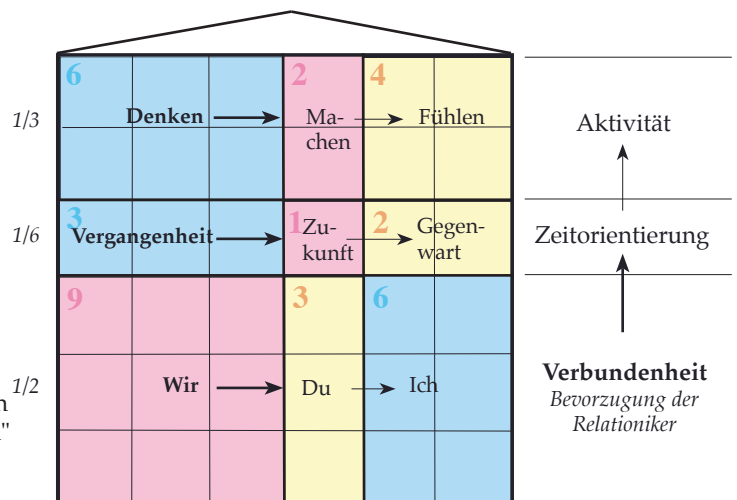 6 2 4
1/3 Denken Ma- Fühlen Aktivität
chen
3 1 2
1/6 Vergangenheit Zu- Gegen- Zeitorientierung
kunft wart
9 3 6
1/2 Wir Du Ich Verbundenheit
Bevorzugung der
Relationiker
n
"